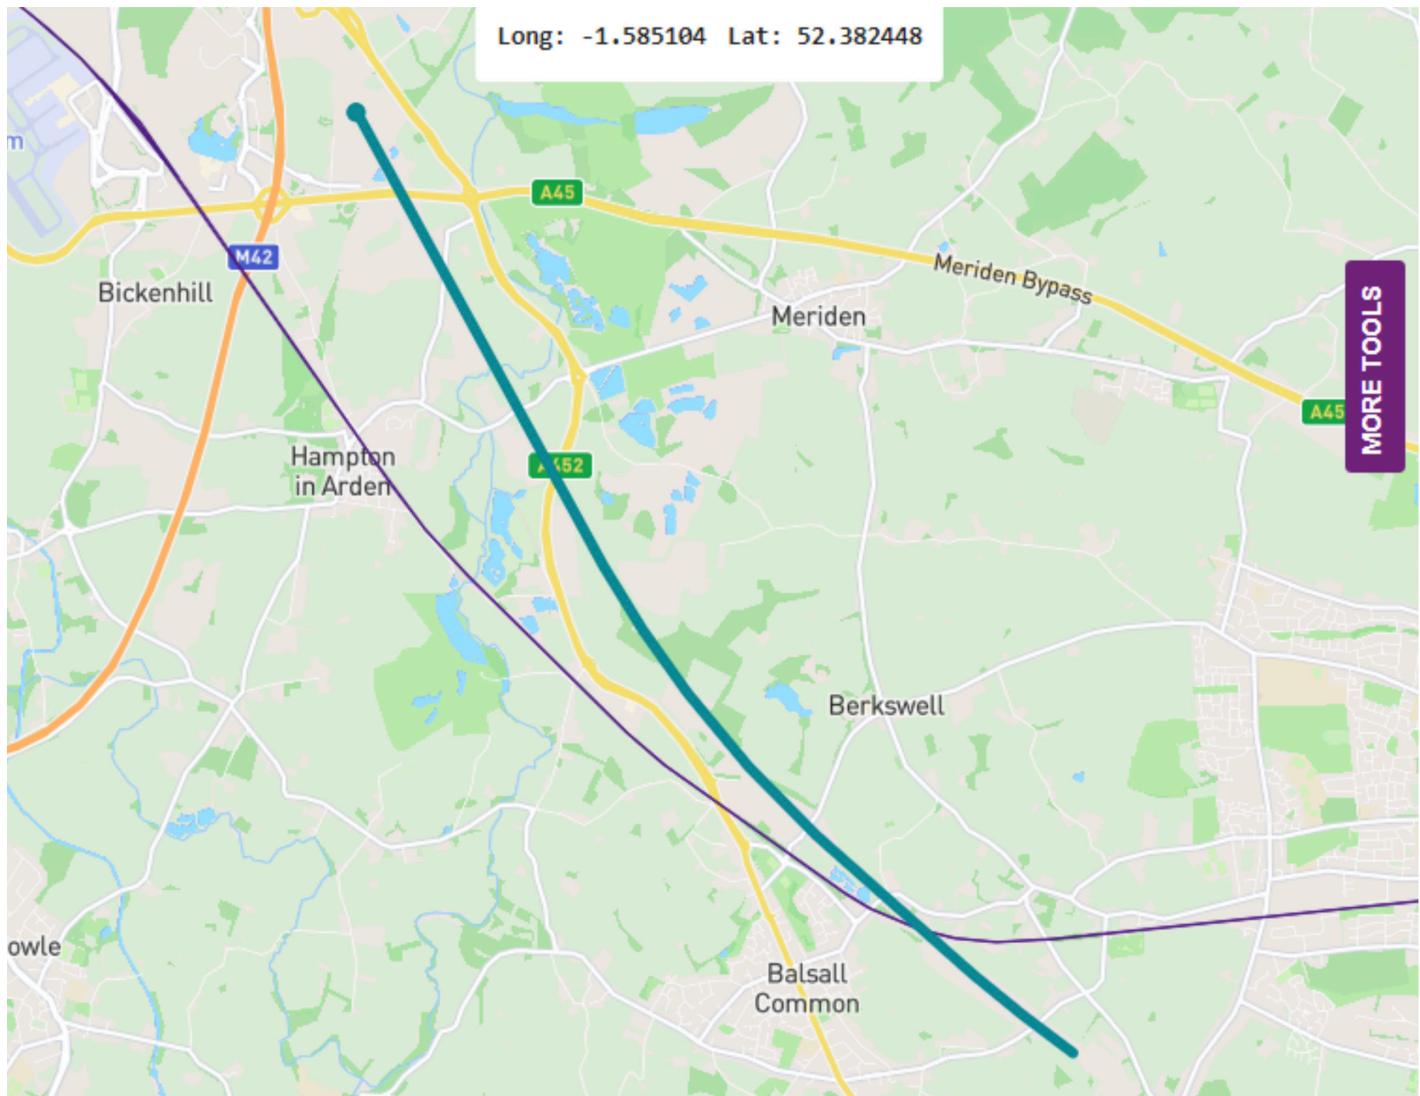 Long: -1.585104 Lat: 52.382448
m
A45
M42
Meriden Bypass
Bickenhill
Meriden
MORE TOOLS
A45
Hampton
in Arden
A452
Berkswell
owle
Balsall
Common